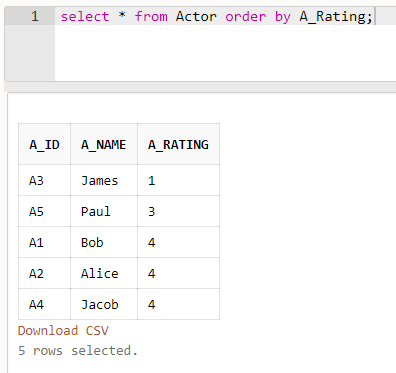 1 select * from Actor order by A_Rating;
A_ID A_NAME A_RATING
A3 James 1
A5 Paul 3
A1 Bob 4
A2 Alice 4
A4 Jacob 4
Download CSV
5 rows selected.